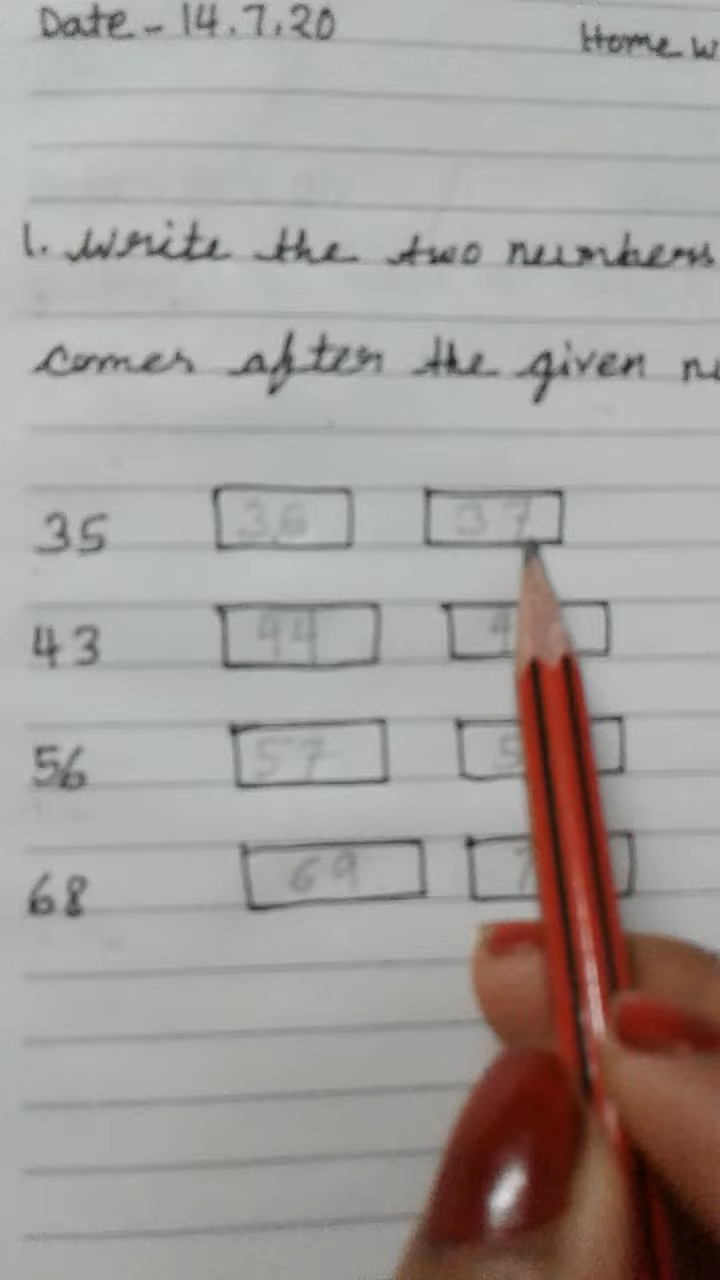 Date - 14.7.20 Home
1. Write the two numbers
comes after the given
35 36 37
43 44
56 57
68 69